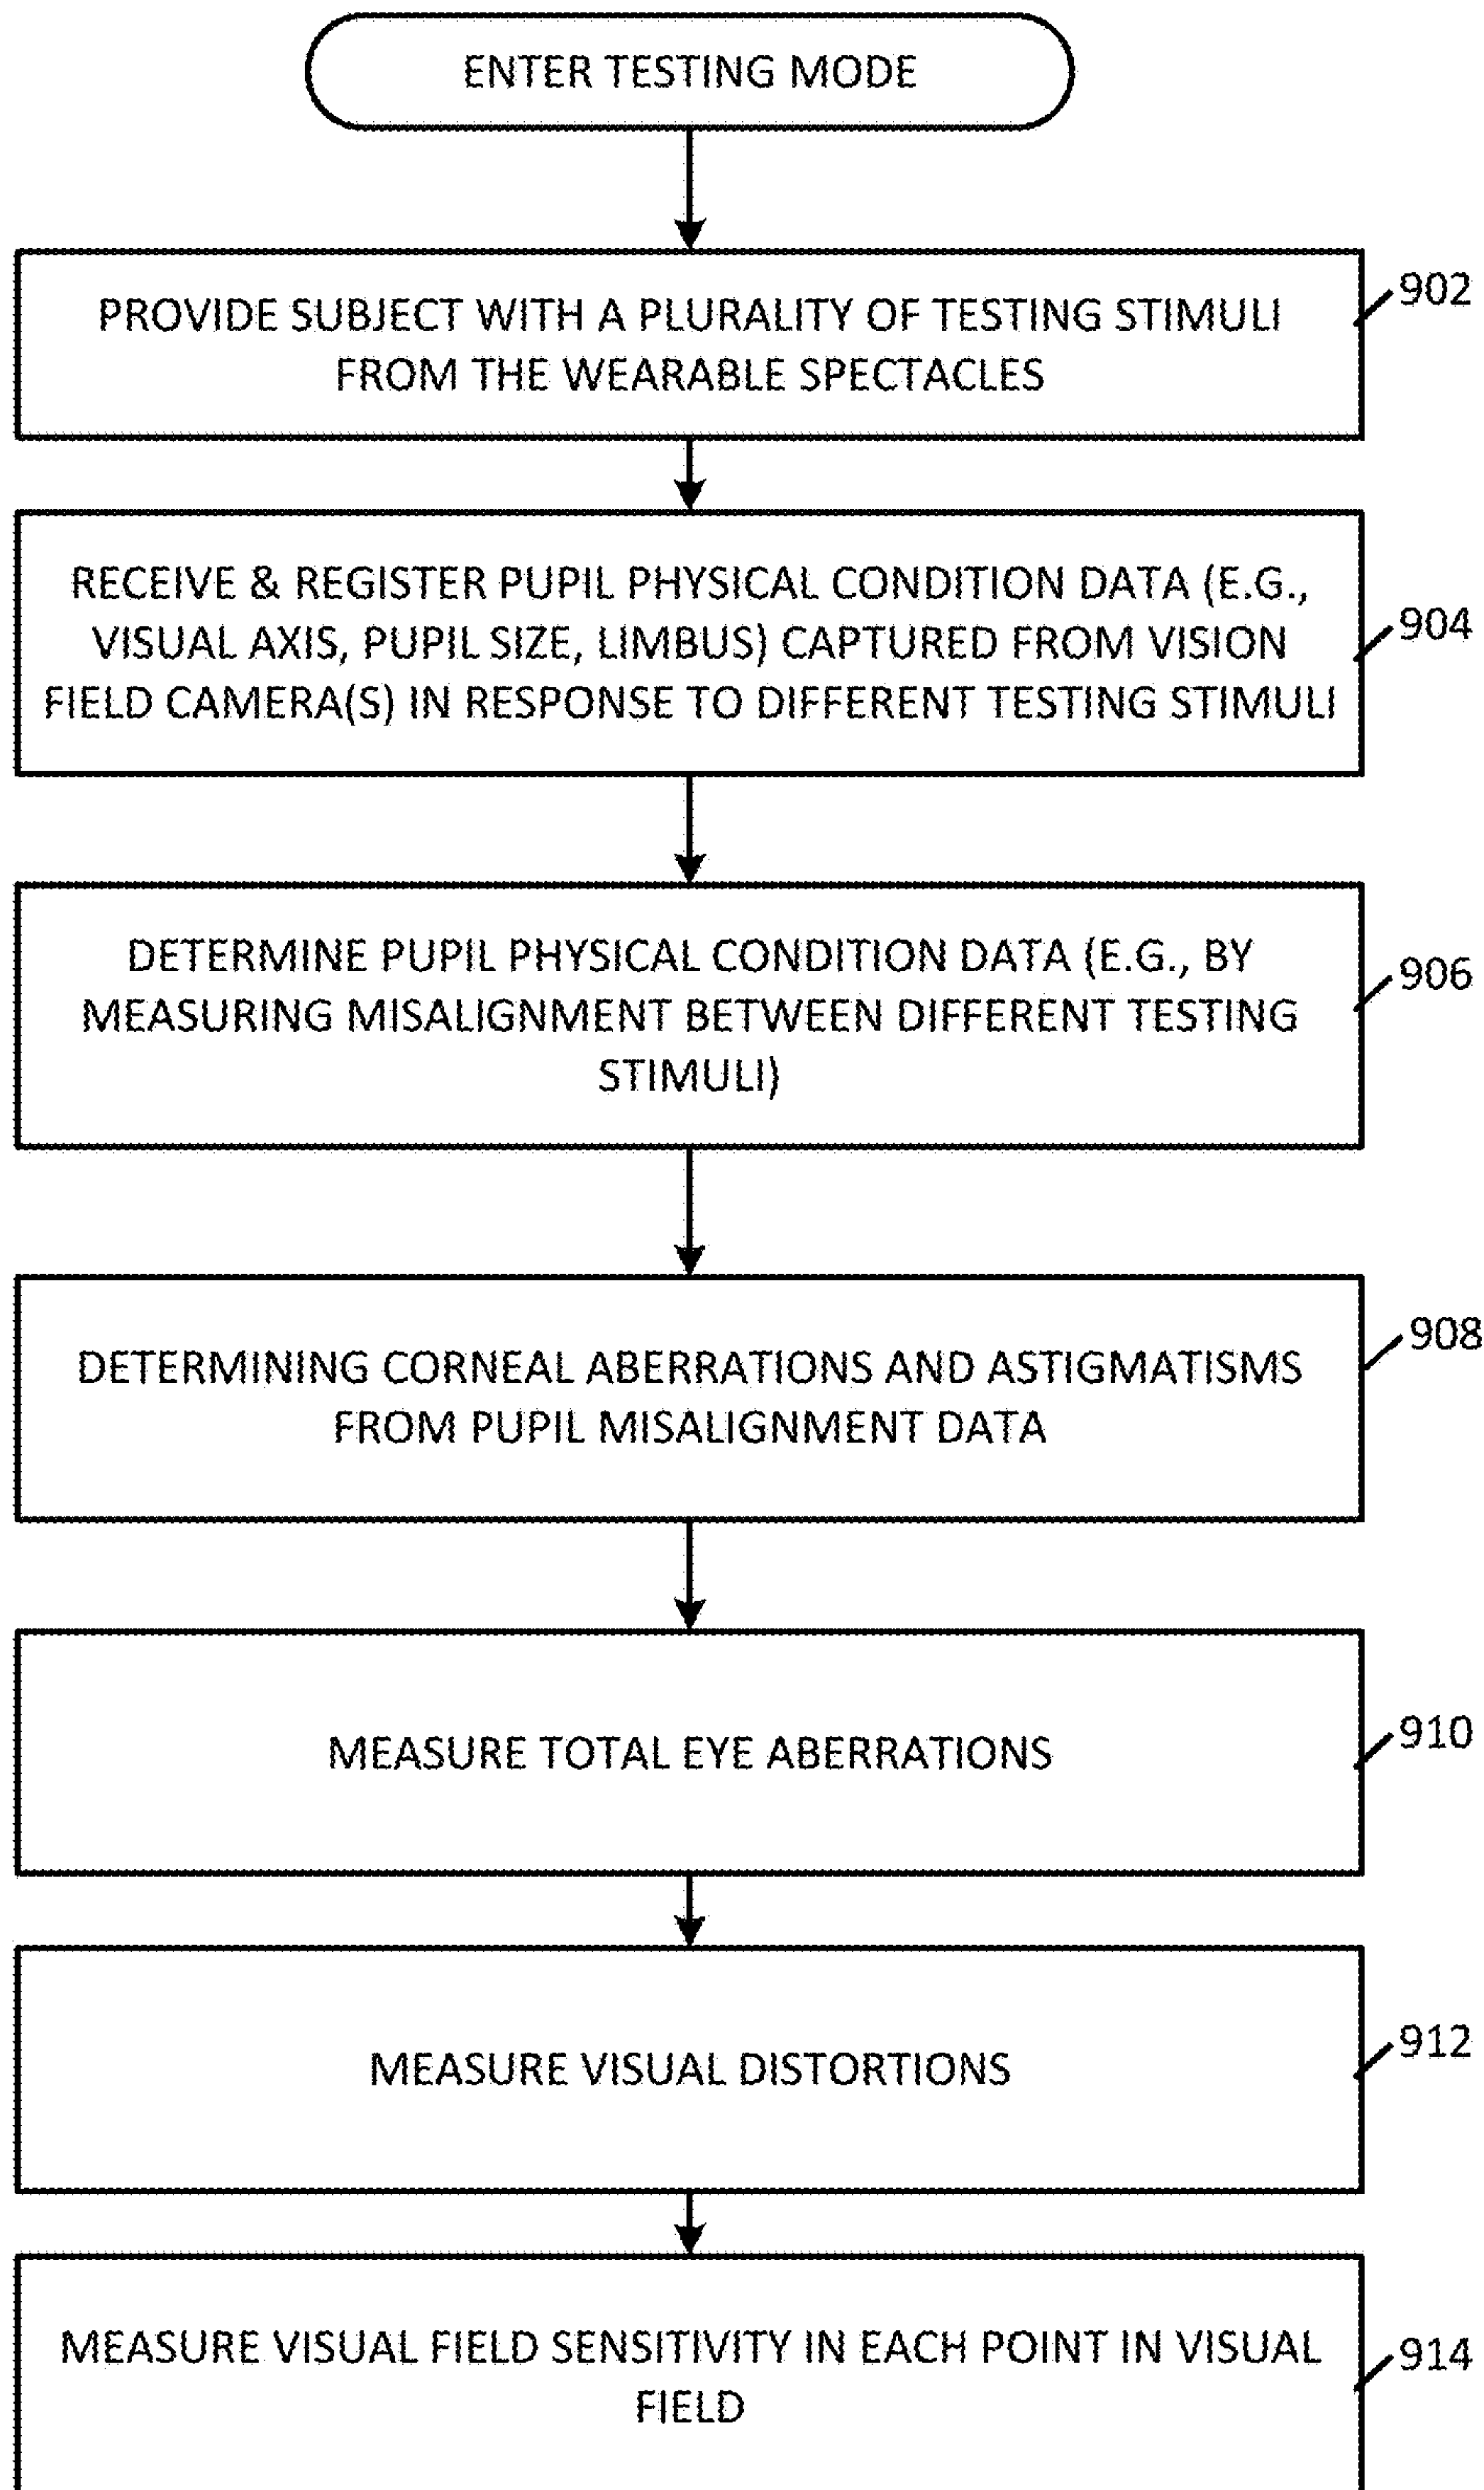 ENTER TESTING MODE
PROVIDE SUBJECT WITH A PLURALITY OF TESTING STIMULI
FROM THE WEARABLE SPECTACLES
902
RECEIVE & REGISTER PUPIL PHYSICAL CONDITION DATA (E.G.,
VISUAL AXIS, PUPIL SIZE, LIMBUS) CAPTURED FROM VISION
FIELD CAMERA(S) IN RESPONSE TO DIFFERENT TESTING STIMULI
904
DETERMINE PUPIL PHYSICAL CONDITION DATA (E.G., BY
MEASURING MISALIGNMENT BETWEEN DIFFERENT TESTING
STIMULI)
906
DETERMINING CORNEAL ABERRATIONS AND ASTIGMATISMS
FROM PUPIL MISALIGNMENT DATA
908
MEASURE TOTAL EYE ABERRATIONS
910
MEASURE VISUAL DISTORTIONS
912
MEASURE VISUAL FIELD SENSITIVITY IN EACH POINT IN VISUAL
FIELD
914